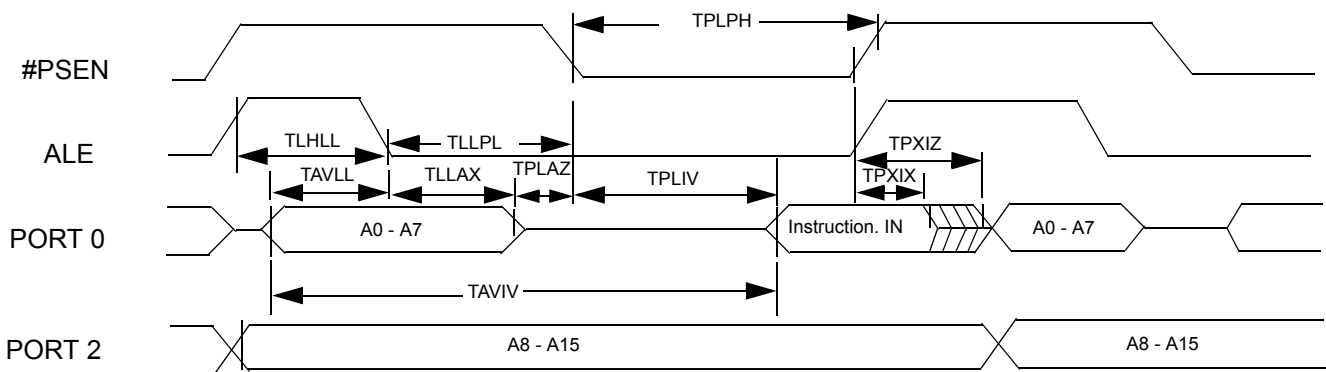 TPLPH
#PSEN
ALE
TLHLL
TLLPL
TPXIZ
TAVLL
TLLAX
TPLAZ
TPLIV
TPXIX
PORT 0
A0 - A7
Instruction. IN
A0 - A7
TAVIV
PORT 2
A8 - A15
A8 - A15